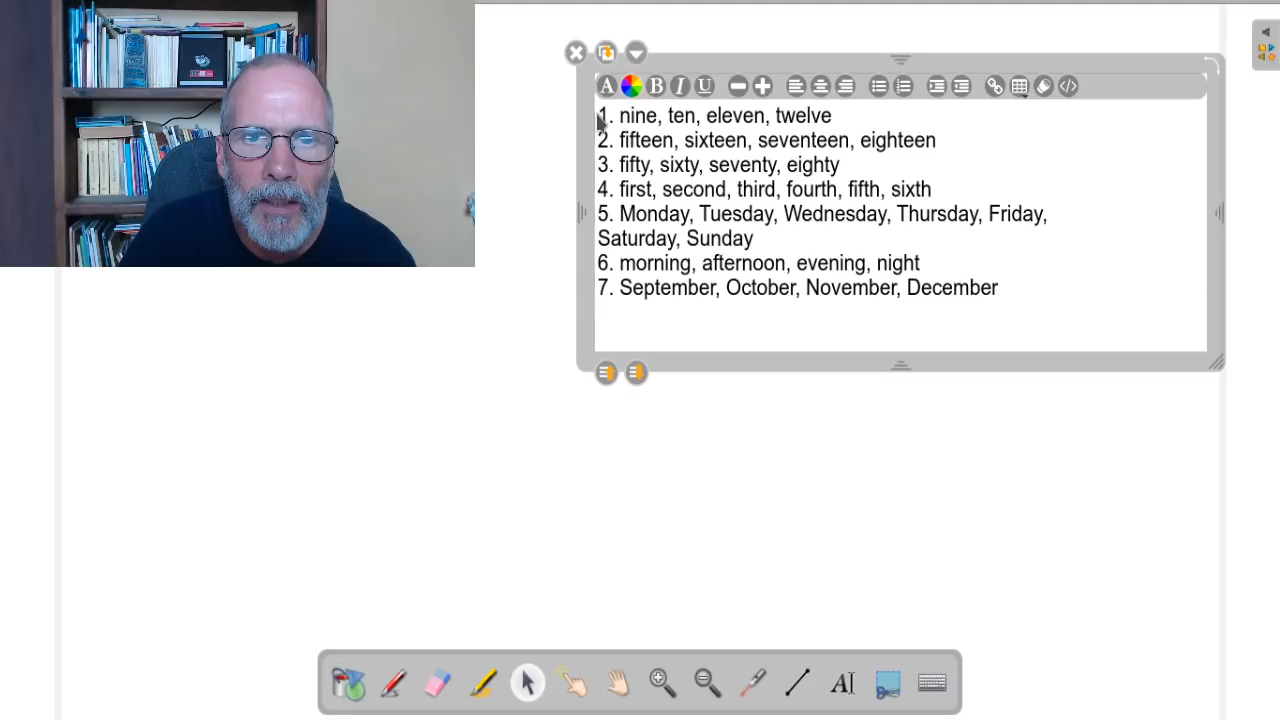 1. nine, ten, eleven, twelve
2. fifteen, sixteen, seventeen, eighteen
3. fifty, sixty, seventy, eighty
4. first, second, third, fourth, fifth, sixth
5. Monday, Tuesday, Wednesday, Thursday, Friday,
Saturday, Sunday
6. morning, afternoon, evening, night
7. September, October, November, December